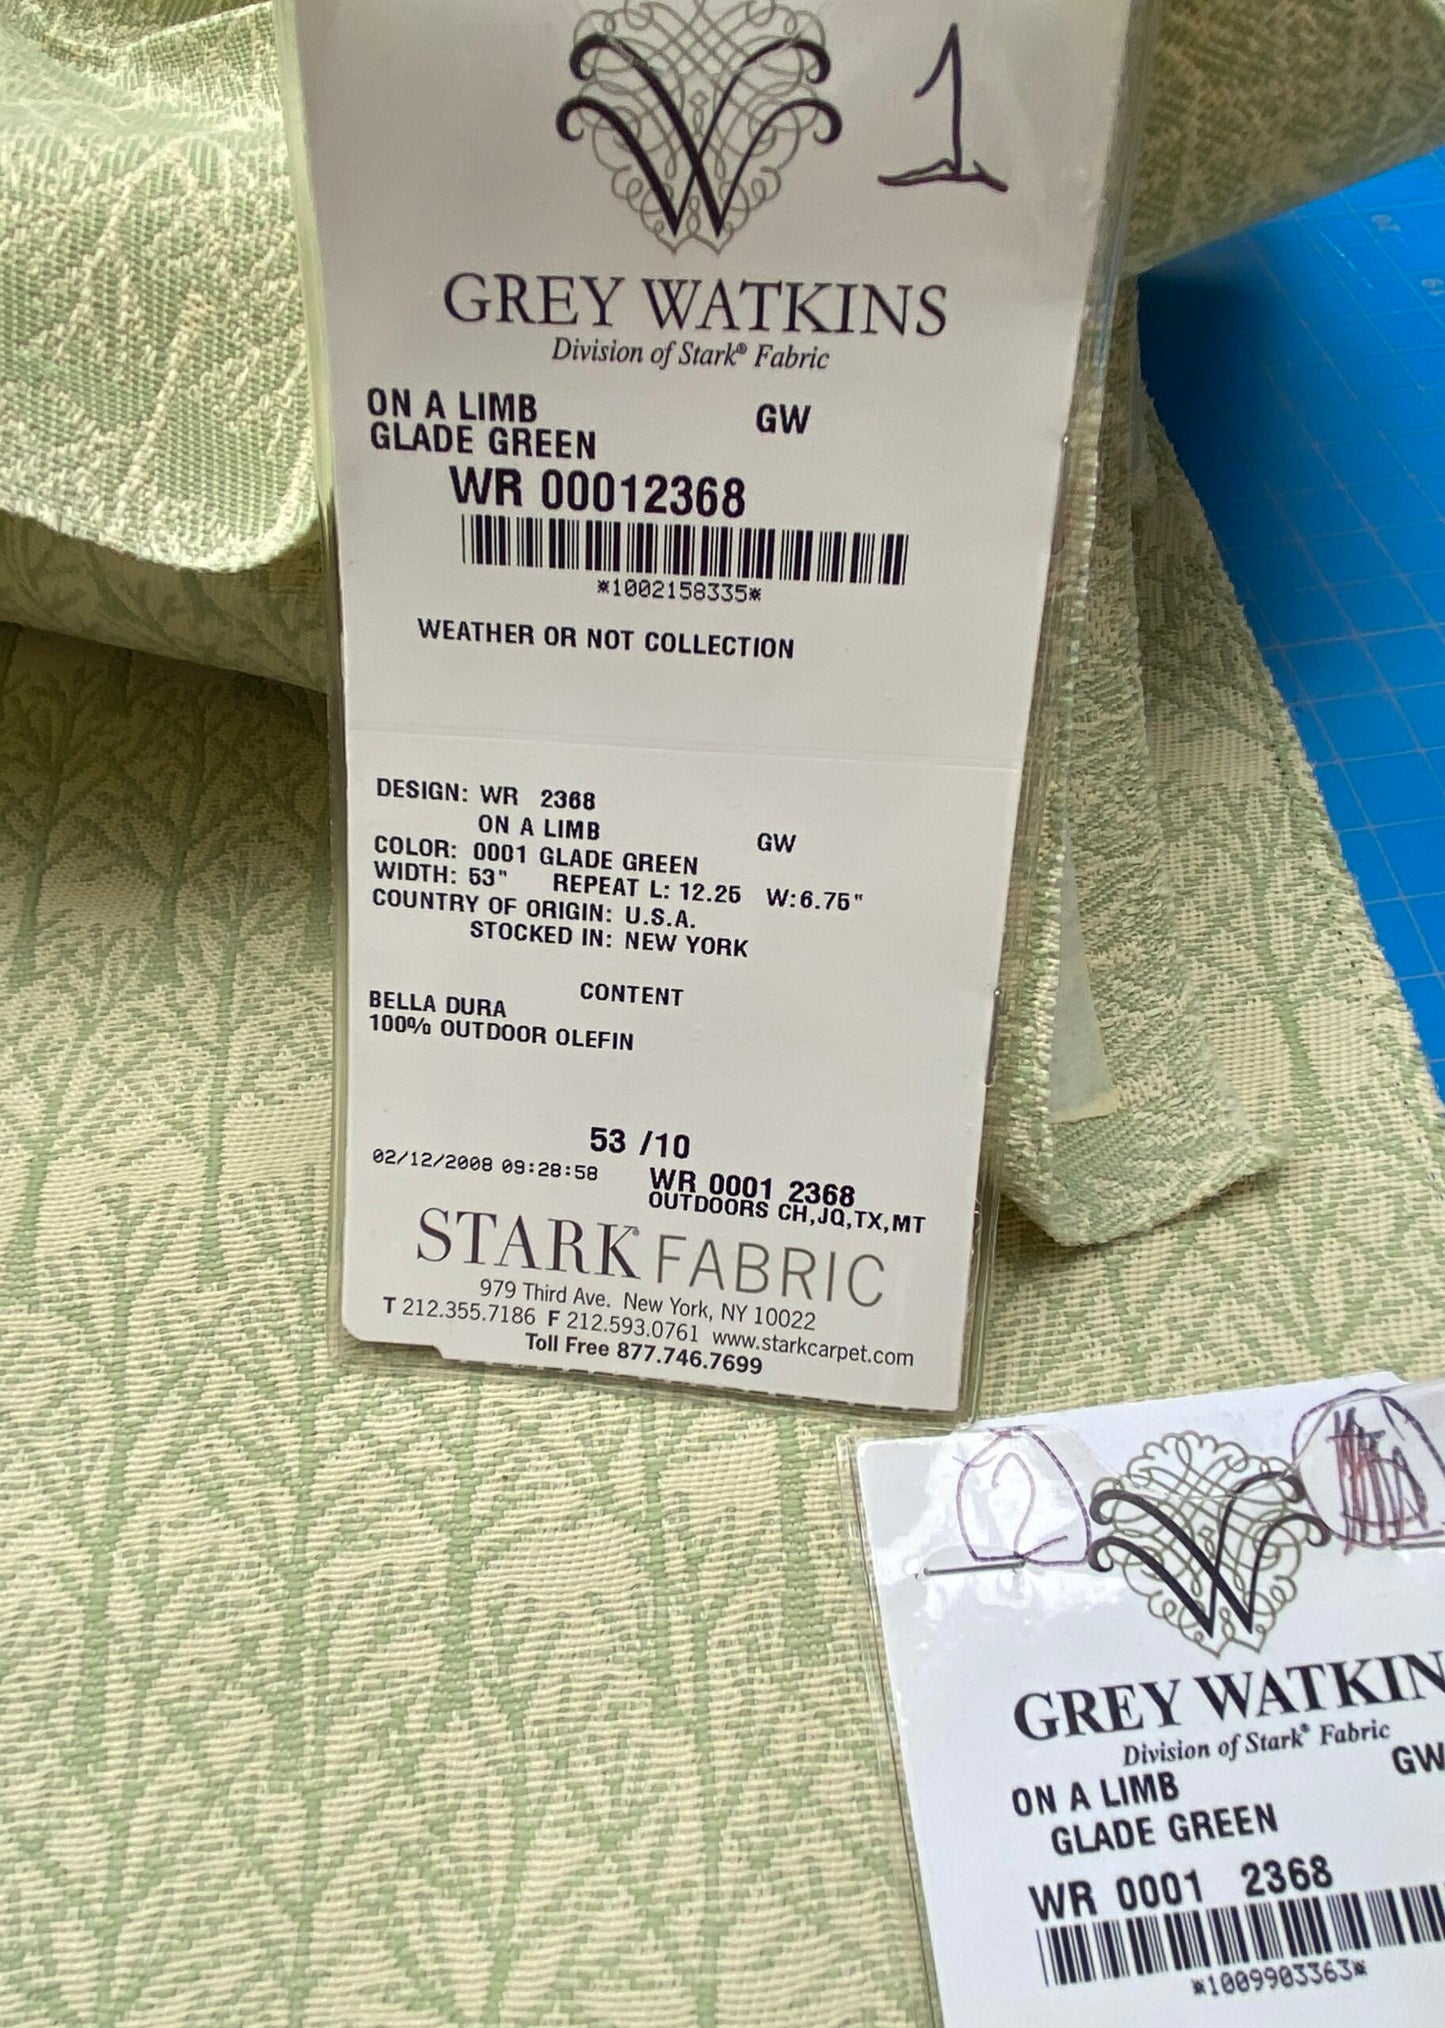 1
GREY WATKINS
Division of Stark® Fabric
ON A LIMB GW
GLADE GREEN
WR 00012368
*1002158335*
WEATHER OR NOT COLLECTION
DESIGN: WR 2368
ON A LIMB GW
COLOR: 0001 GLADE GREEN
WIDTH: 53" REPEAT L: 12.25 W:6.75"
COUNTRY OF ORIGIN: U.S.A.
STOCKED IN: NEW YORK
CONTENT
BELLA DURA
100% OUTDOOR OLEFIN
53 /10
02/12/2008 09:28:58
WR 0001 2368
OUTDOORS CH,JQ,TX,MT
STARK® FABRIC
979 Third Ave. New York, NY 10022
T 212.355.7186 F 212.593.0761 www.starkcarpet.com
Toll Free 877.746.7699
2
GREY WATKIN
Division of Stark® Fabric
GW
ON A LIMB
GLADE GREEN
WR 0001 2368
*1009903363*